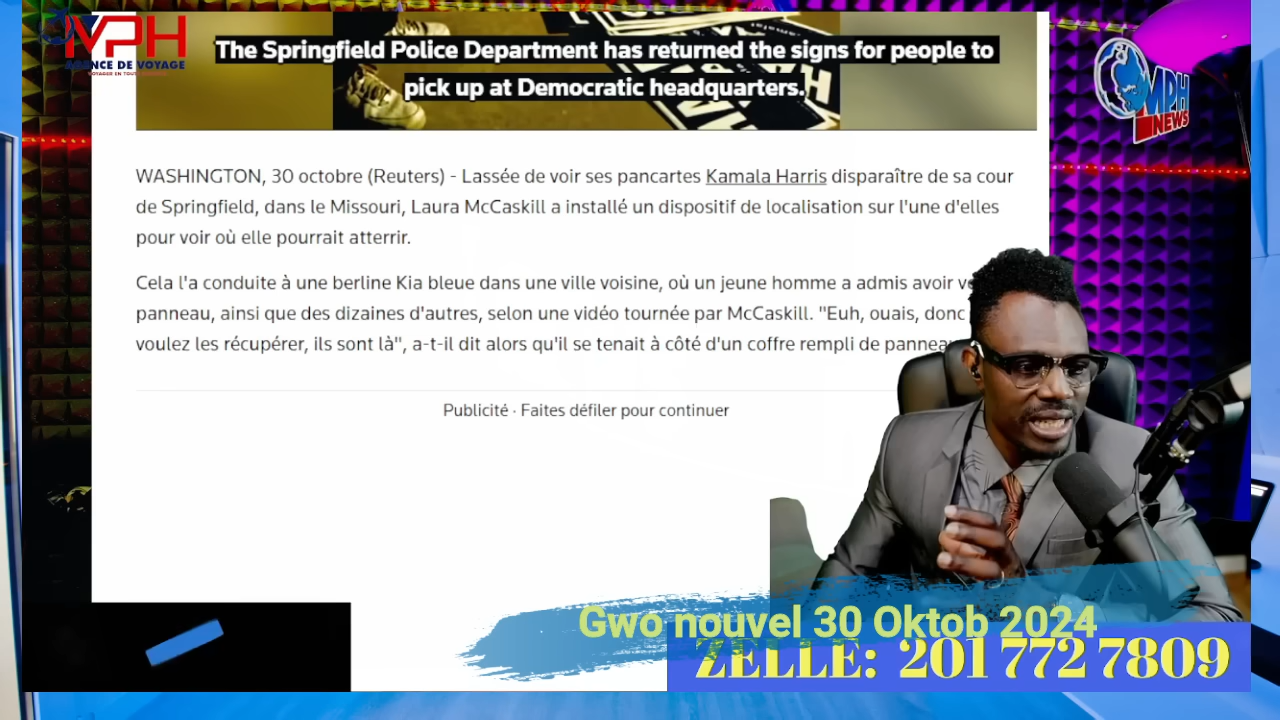 MPH
AGENCE DE VOYAGE
VOYAGER EN TOUT
The Springfield Police Department has returned the signs for people to
pick up at Democratic headquarters.
MPH
NEWS
WASHINGTON, 30 octobre (Reuters) - Lassée de voir ses pancartes Kamala Harris disparaître de sa cour
de Springfield, dans le Missouri, Laura McCaskill a installé un dispositif de localisation sur l'une d'elles
pour voir où elle pourrait atterrir.
Cela l'a conduite à une berline Kia bleue dans une ville voisine, où un jeune homme a admis avoir
panneau, ainsi que des dizaines d'autres, selon une vidéo tournée par McCaskill. "Euh, ouais, donc
voulez les récupérer, ils sont là", a-t-il dit alors qu'il se tenait à côté d'un coffre rempli de
Publicité · Faites défiler pour continuer
Gwo nouvel 30 Oktob 2024
ZELLE: 201 772 7809